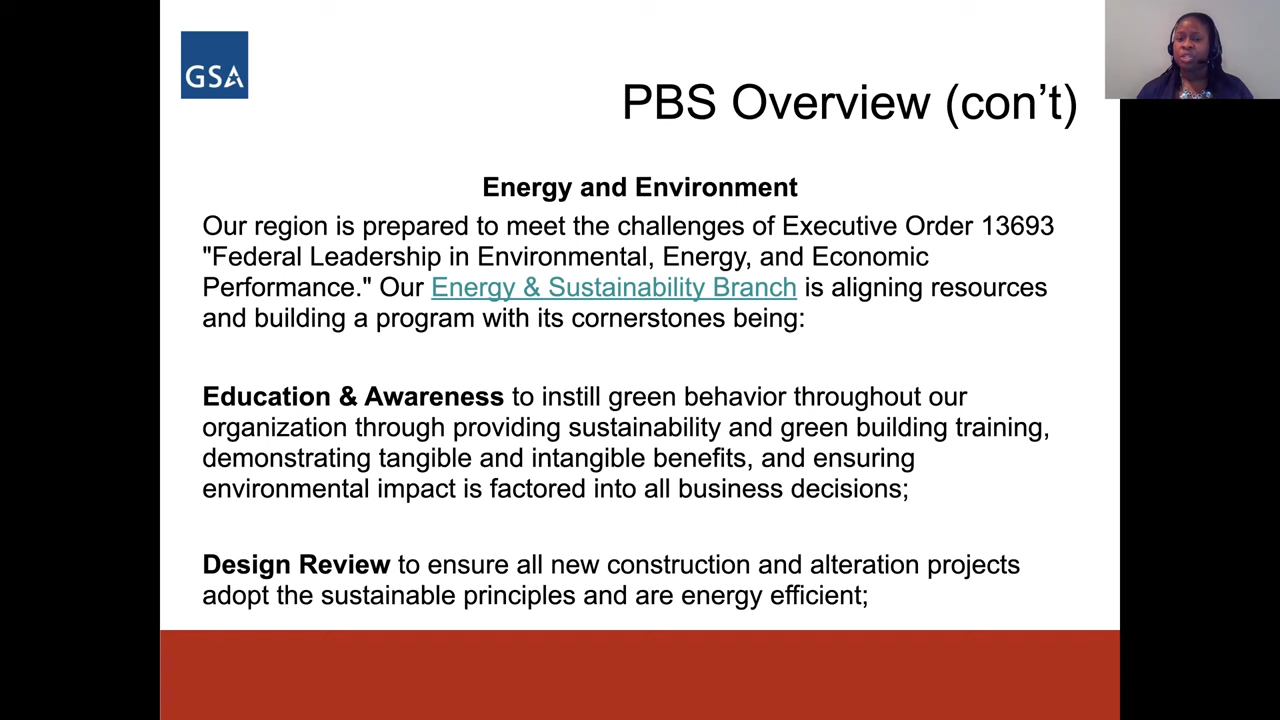 GSA
PBS Overview (con’t)
Energy and Environment
Our region is prepared to meet the challenges of Executive Order 13693
"Federal Leadership in Environmental, Energy, and Economic
Performance." Our Energy & Sustainability Branch is aligning resources
and building a program with its cornerstones being:
Education & Awareness to instill green behavior throughout our
organization through providing sustainability and green building training,
demonstrating tangible and intangible benefits, and ensuring
environmental impact is factored into all business decisions;
Design Review to ensure all new construction and alteration projects
adopt the sustainable principles and are energy efficient;